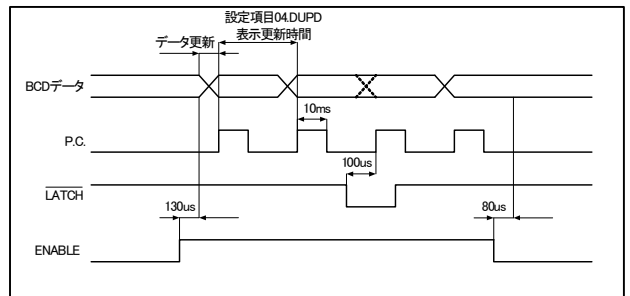 設定項目04.DUPD
表示更新時間
データ更新
BCDデータ
10ms
P.C.
100us
LATCH
130us
80us
ENABLE